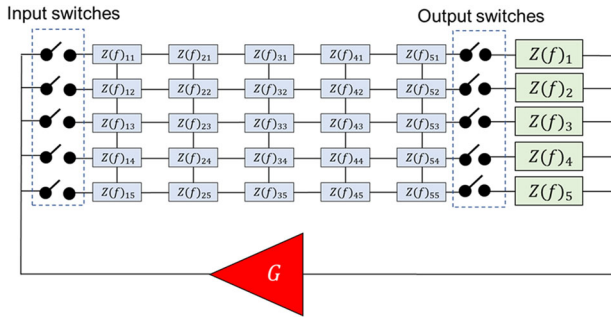 Input switches
Output switches
Z(f)₁₁ Z(f)₂₁ Z(f)₃₁ Z(f)₄₁ Z(f)₅₁ Z(f)₁
Z(f)₁₂ Z(f)₂₂ Z(f)₃₂ Z(f)₄₂ Z(f)₅₂ Z(f)₂
Z(f)₁₃ Z(f)₂₃ Z(f)₃₃ Z(f)₄₃ Z(f)₅₃ Z(f)₃
Z(f)₁₄ Z(f)₂₄ Z(f)₃₄ Z(f)₄₄ Z(f)₅₄ Z(f)₄
Z(f)₁₅ Z(f)₂₅ Z(f)₃₅ Z(f)₄₅ Z(f)₅₅ Z(f)₅
G